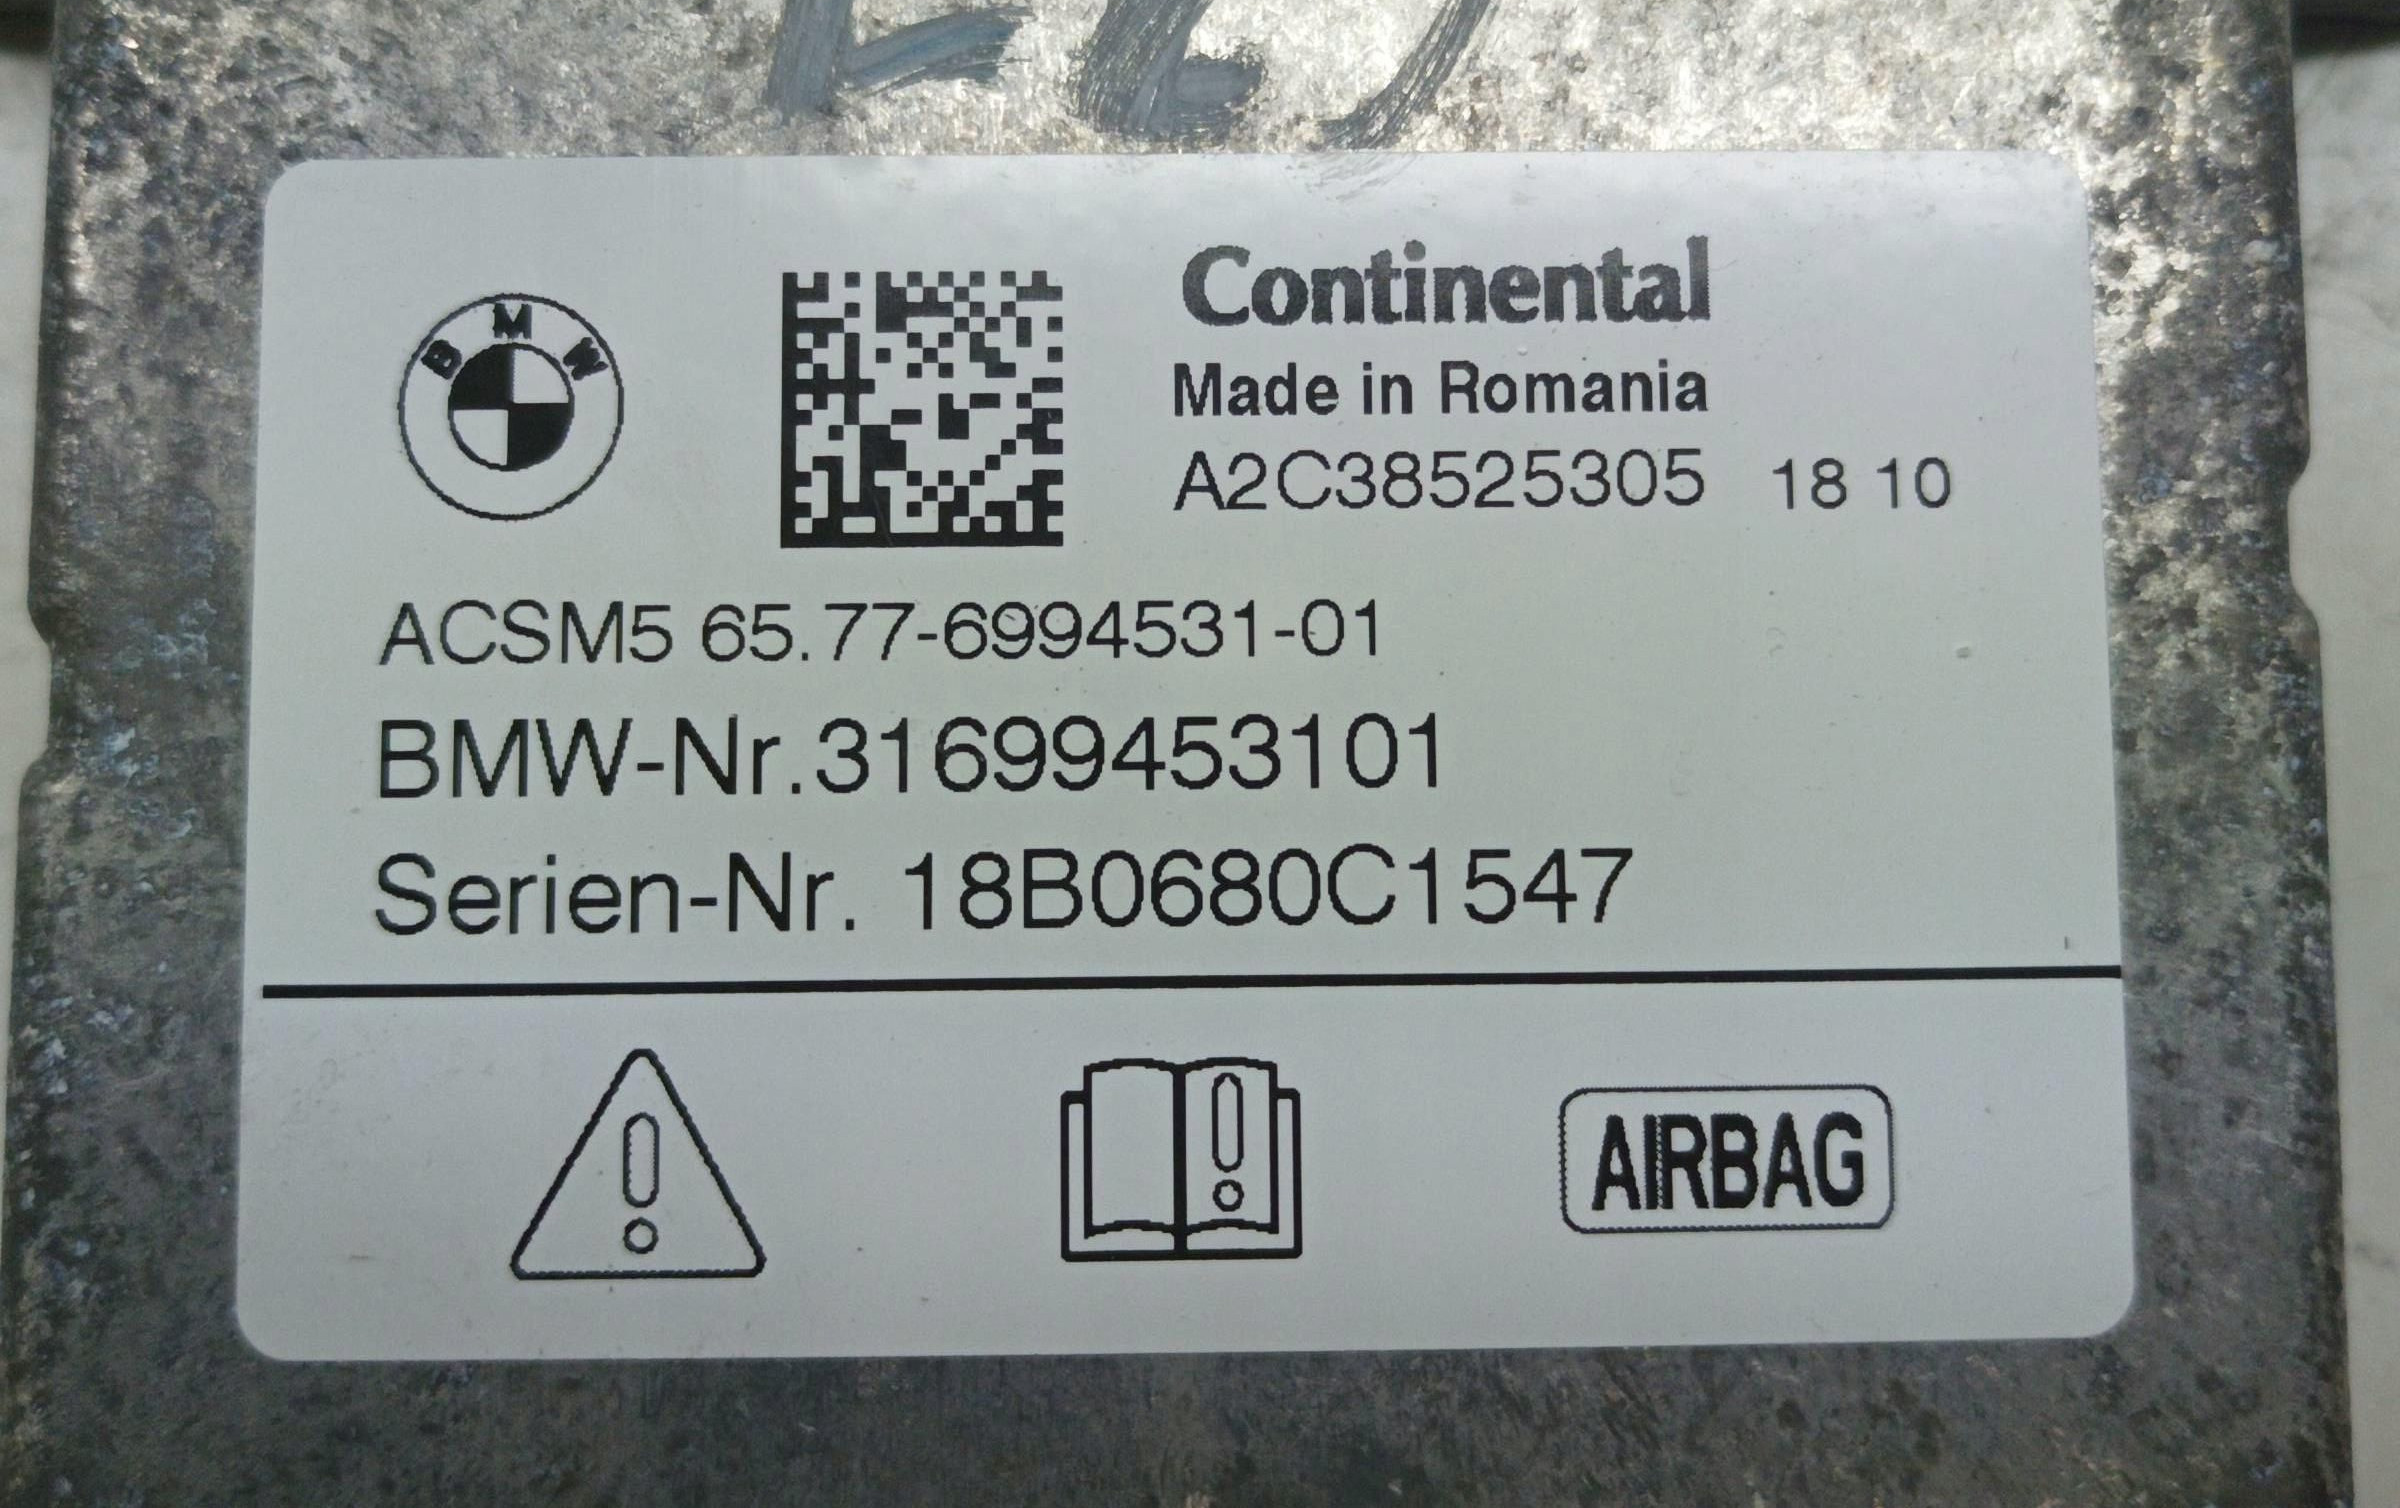 BMW
Continental
Made in Romania
A2C38525305 18 10
ACSM5 65.77-6994531-01
BMW-Nr.31699453101
Serien-Nr. 18B0680C1547
AIRBAG